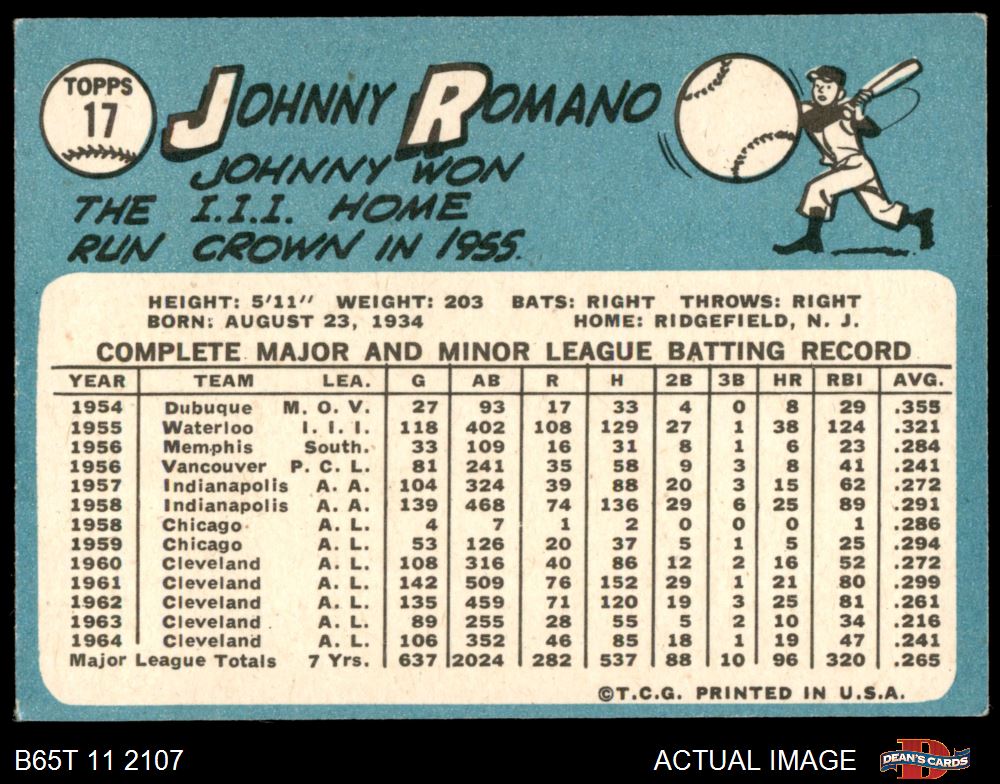 TOPPS
17
JOHNNY ROMANO
JOHNNY WON
THE I.I.I. HOME
RUN CROWN IN 1955.
HEIGHT: 5'11" WEIGHT: 203 BATS: RIGHT THROWS: RIGHT
BORN: AUGUST 23, 1934 HOME: RIDGEFIELD, N. J.
COMPLETE MAJOR AND MINOR LEAGUE BATTING RECORD
YEAR TEAM LEA. G AB R H 2B 3B HR RBI AVG.
1954 Dubuque M. O. V. 27 93 17 33 4 0 8 29 .355
1955 Waterloo I. I. I. 118 402 108 129 27 1 38 124 .321
1956 Memphis South. 33 109 16 31 8 1 6 23 .284
1956 Vancouver P. C. L. 81 241 35 58 9 3 8 41 .241
1957 Indianapolis A. A. 104 324 39 88 20 3 15 62 .272
1958 Indianapolis A. A. 139 468 74 136 29 6 25 89 .291
1958 Chicago A. L. 4 7 1 2 0 0 0 1 .286
1959 Chicago A. L. 53 126 20 37 5 1 5 25 .294
1960 Cleveland A. L. 108 316 40 86 12 2 16 52 .272
1961 Cleveland A. L. 142 509 76 152 29 1 21 80 .299
1962 Cleveland A. L. 135 459 71 120 19 3 25 81 .261
1963 Cleveland A. L. 89 255 28 55 5 2 10 34 .216
1964 Cleveland A. L. 106 352 46 85 18 1 19 47 .241
Major League Totals 7 Yrs. 637 2024 282 537 88 10 96 320 .265
©T.C.G. PRINTED IN U.S.A.
B65T 11 2107 ACTUAL IMAGE DEAN'S CARDS